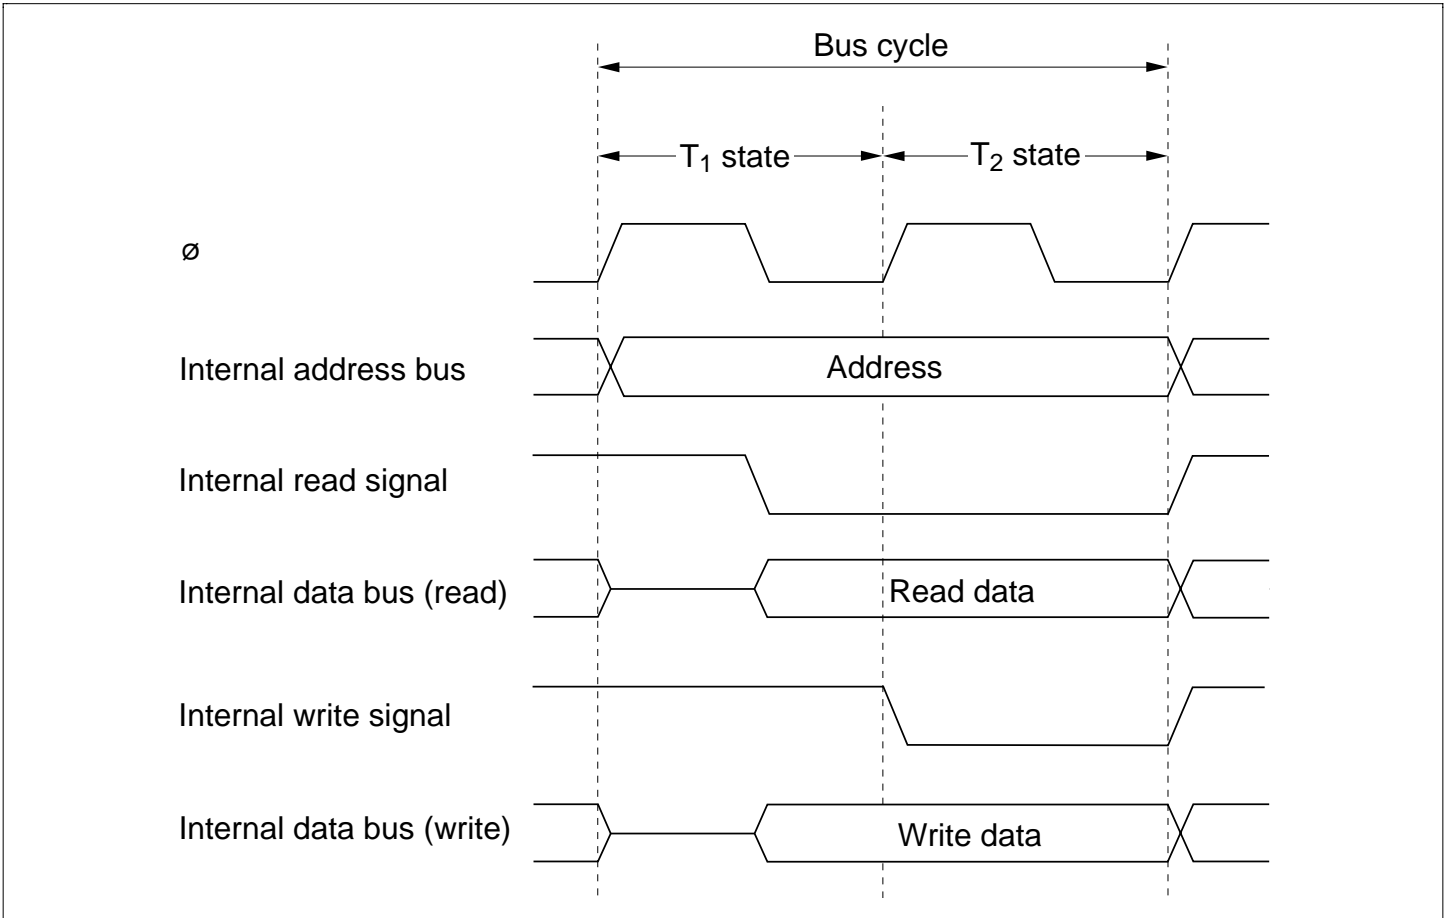 Bus cycle
T₁ state
T₂ state
ø
Internal address bus
Address
Internal read signal
Internal data bus (read)
Read data
Internal write signal
Internal data bus (write)
Write data